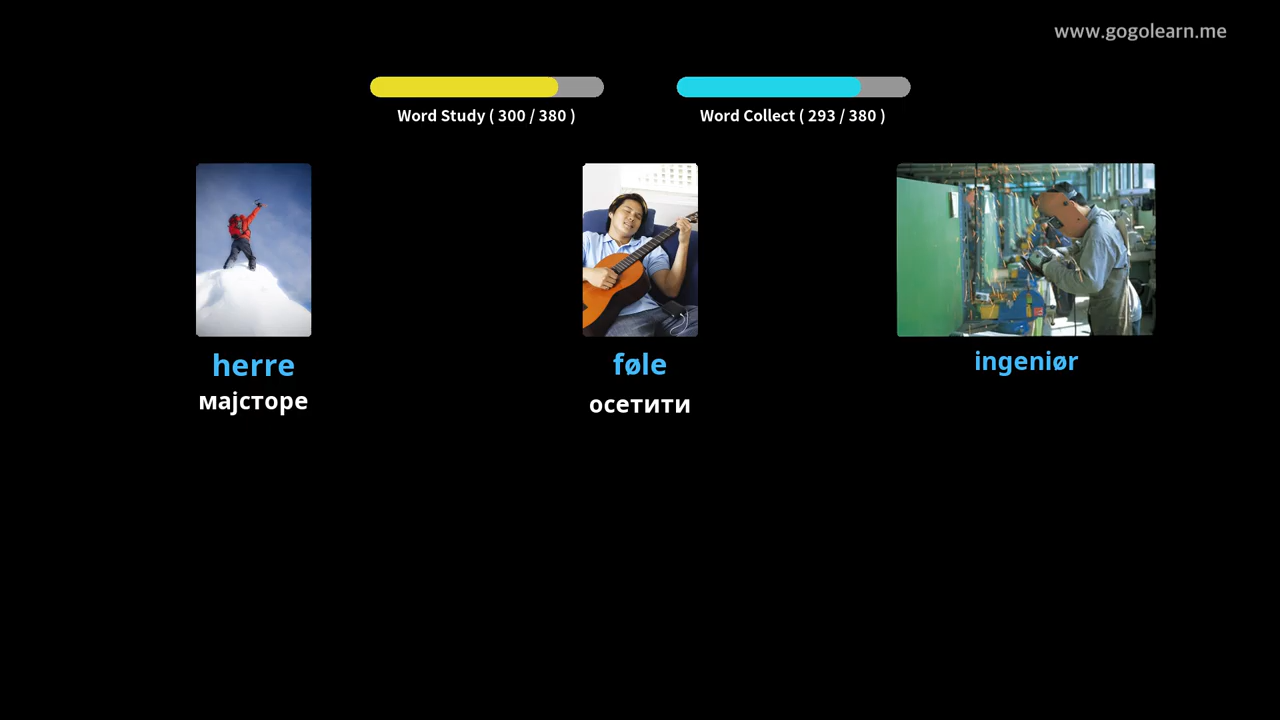 www.gogolearn.me
Word Study ( 300 / 380 )
Word Collect ( 293 / 380 )
herre
мајсторе
føle
осетити
ingeniør